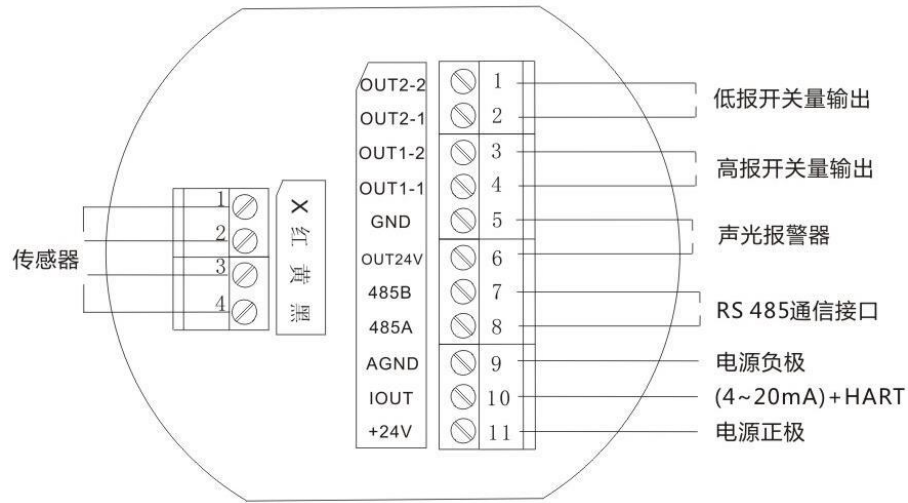 OUT2-2 1
OUT2-1 2
低报开关量输出
OUT1-2 3
OUT1-1 4
高报开关量输出
GND 5
OUT24V 6
声光报警器
485B 7
485A 8
RS 485通信接口
AGND 9 电源负极
IOUT 10 (4~20mA)+HART
+24V 11 电源正极
传感器
1 X
2 红
3 黄
4 黑